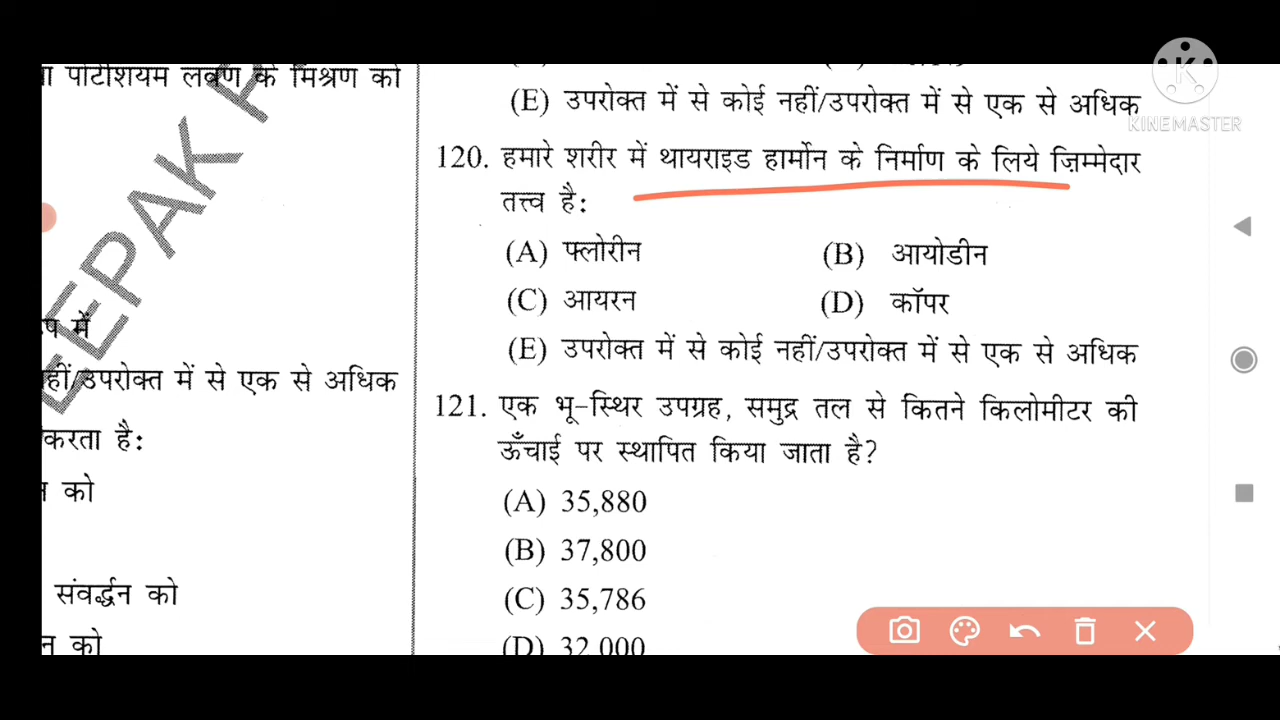 पोटाशियम लवण के मिश्रण को
EEPAK
में
उपरोक्त में से एक से अधिक
करता है:
को
संवर्द्धन को
को
(E) उपरोक्त में से कोई नहीं/उपरोक्त में से एक से अधिक
KINEMASTER
120. हमारे शरीर में थायराइड हार्मोन के निर्माण के लिये ज़िम्मेदार
तत्त्व है:
(A) फ्लोरीन (B) आयोडीन
(C) आयरन (D) कॉपर
(E) उपरोक्त में से कोई नहीं/उपरोक्त में से एक से अधिक
121. एक भू-स्थिर उपग्रह, समुद्र तल से कितने किलोमीटर की
ऊँचाई पर स्थापित किया जाता है?
(A) 35,880
(B) 37,800
(C) 35,786
(D) 32,000